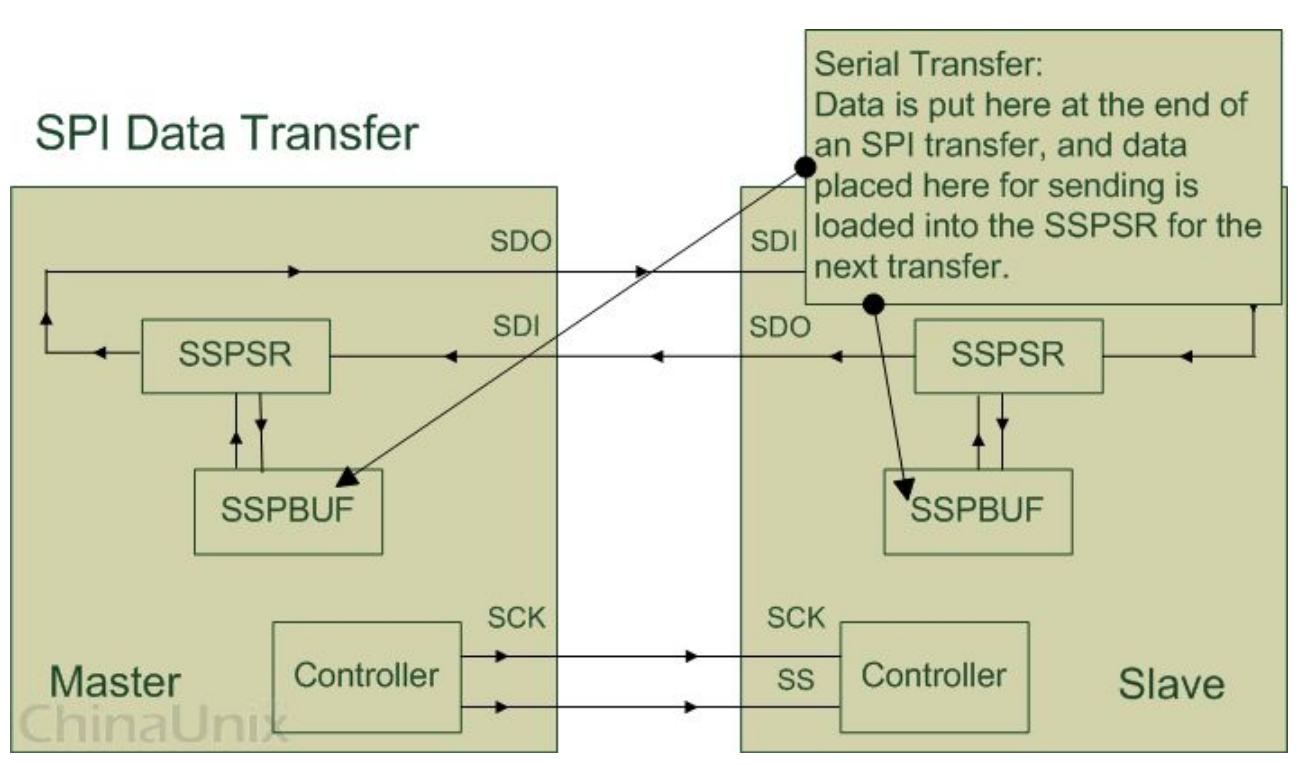 SPI Data Transfer
Serial Transfer:
Data is put here at the end of
an SPI transfer, and data
placed here for sending is
loaded into the SSPSR for the
next transfer.
SDO
SDI
SDI
SDO
SSPSR
SSPSR
SSPBUF
SSPBUF
SCK
SCK
Controller
SS
Controller
Master
Slave
ChinaUnix